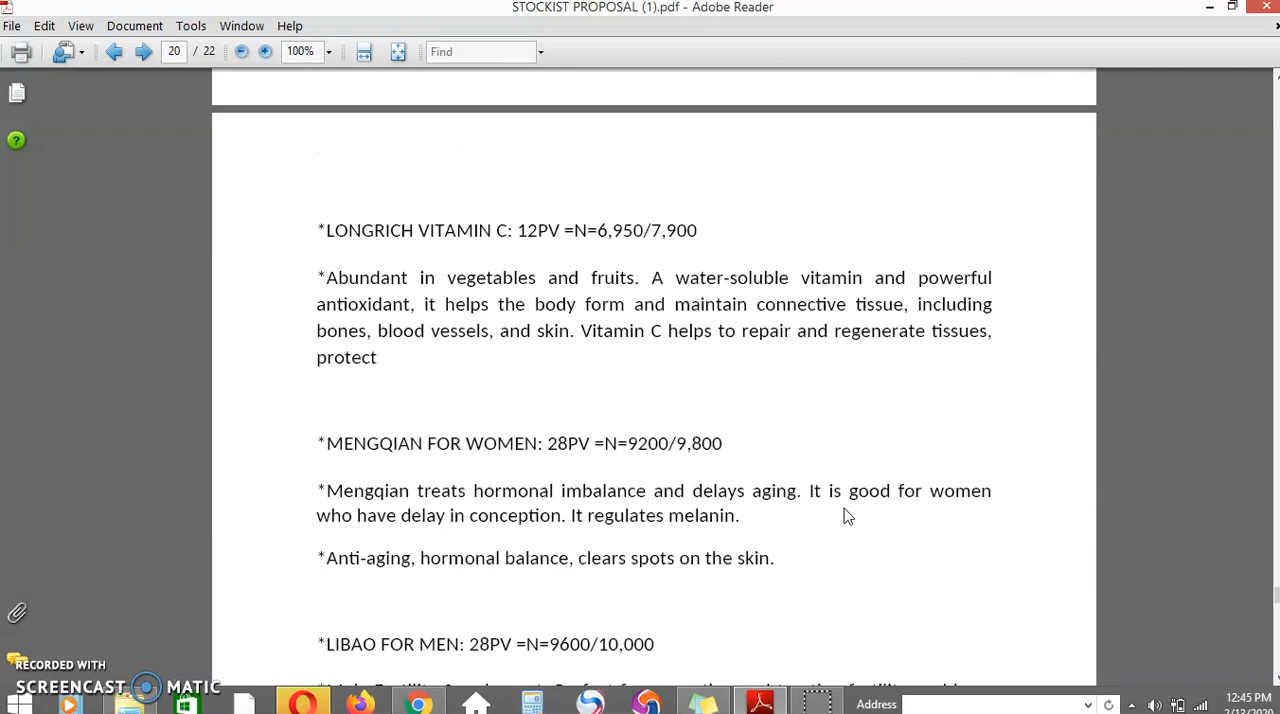 STOCKIST PROPOSAL (1).pdf - Adobe Reader
File Edit View Document Tools Window Help
20 / 22 100% Find
*LONGRICH VITAMIN C: 12PV =N=6,950/7,900
*Abundant in vegetables and fruits. A water-soluble vitamin and powerful
antioxidant, it helps the body form and maintain connective tissue, including
bones, blood vessels, and skin. Vitamin C helps to repair and regenerate tissues,
protect
*MENGQIAN FOR WOMEN: 28PV =N=9200/9,800
*Mengqian treats hormonal imbalance and delays aging. It is good for women
who have delay in conception. It regulates melanin.
*Anti-aging, hormonal balance, clears spots on the skin.
*LIBAO FOR MEN: 28PV =N=9600/10,000
RECORDED WITH
SCREENCAST MATIC
Address
12:45 PM
2/13/2020